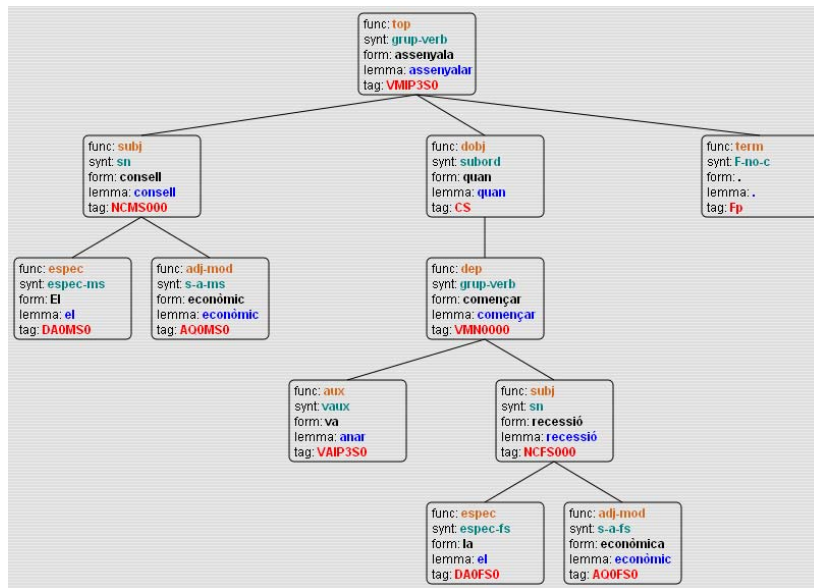 func: top
synt: grup-verb
form: assenyala
lemma: assenyalar
tag: VMIP3S0
func: subj
synt: sn
form: consell
lemma: consell
tag: NCMS000
func: dobj
synt: subord
form: quan
lemma: quan
tag: CS
func: term
synt: F-no-c
form: .
lemma: .
tag: Fp
func: espec
synt: espec-ms
form: El
lemma: el
tag: DA0MS0
func: adj-mod
synt: s-a-ms
form: econòmic
lemma: econòmic
tag: AQ0MS0
func: dep
synt: grup-verb
form: començar
lemma: començar
tag: VMN0000
func: aux
synt: vaux
form: va
lemma: anar
tag: VAIP3S0
func: subj
synt: sn
form: recessió
lemma: recessió
tag: NCFS000
func: espec
synt: espec-fs
form: la
lemma: el
tag: DA0FS0
func: adj-mod
synt: s-a-fs
form: econòmica
lemma: econòmic
tag: AQ0FS0